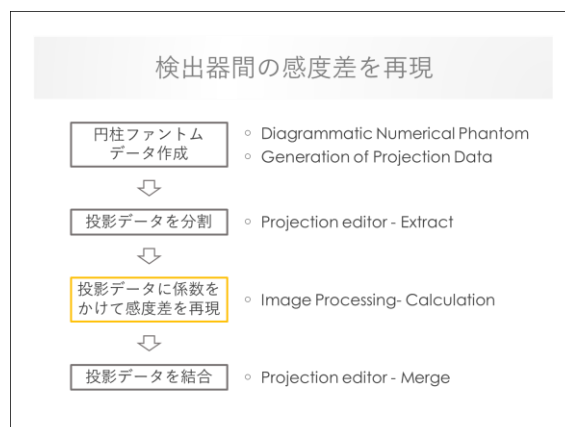 検出器間の感度差を再現
円柱ファントム
データ作成
◦ Diagrammatic Numerical Phantom
◦ Generation of Projection Data
投影データを分割
◦ Projection editor - Extract
投影データに係数を
かけて感度差を再現
◦ Image Processing- Calculation
投影データを結合
◦ Projection editor - Merge